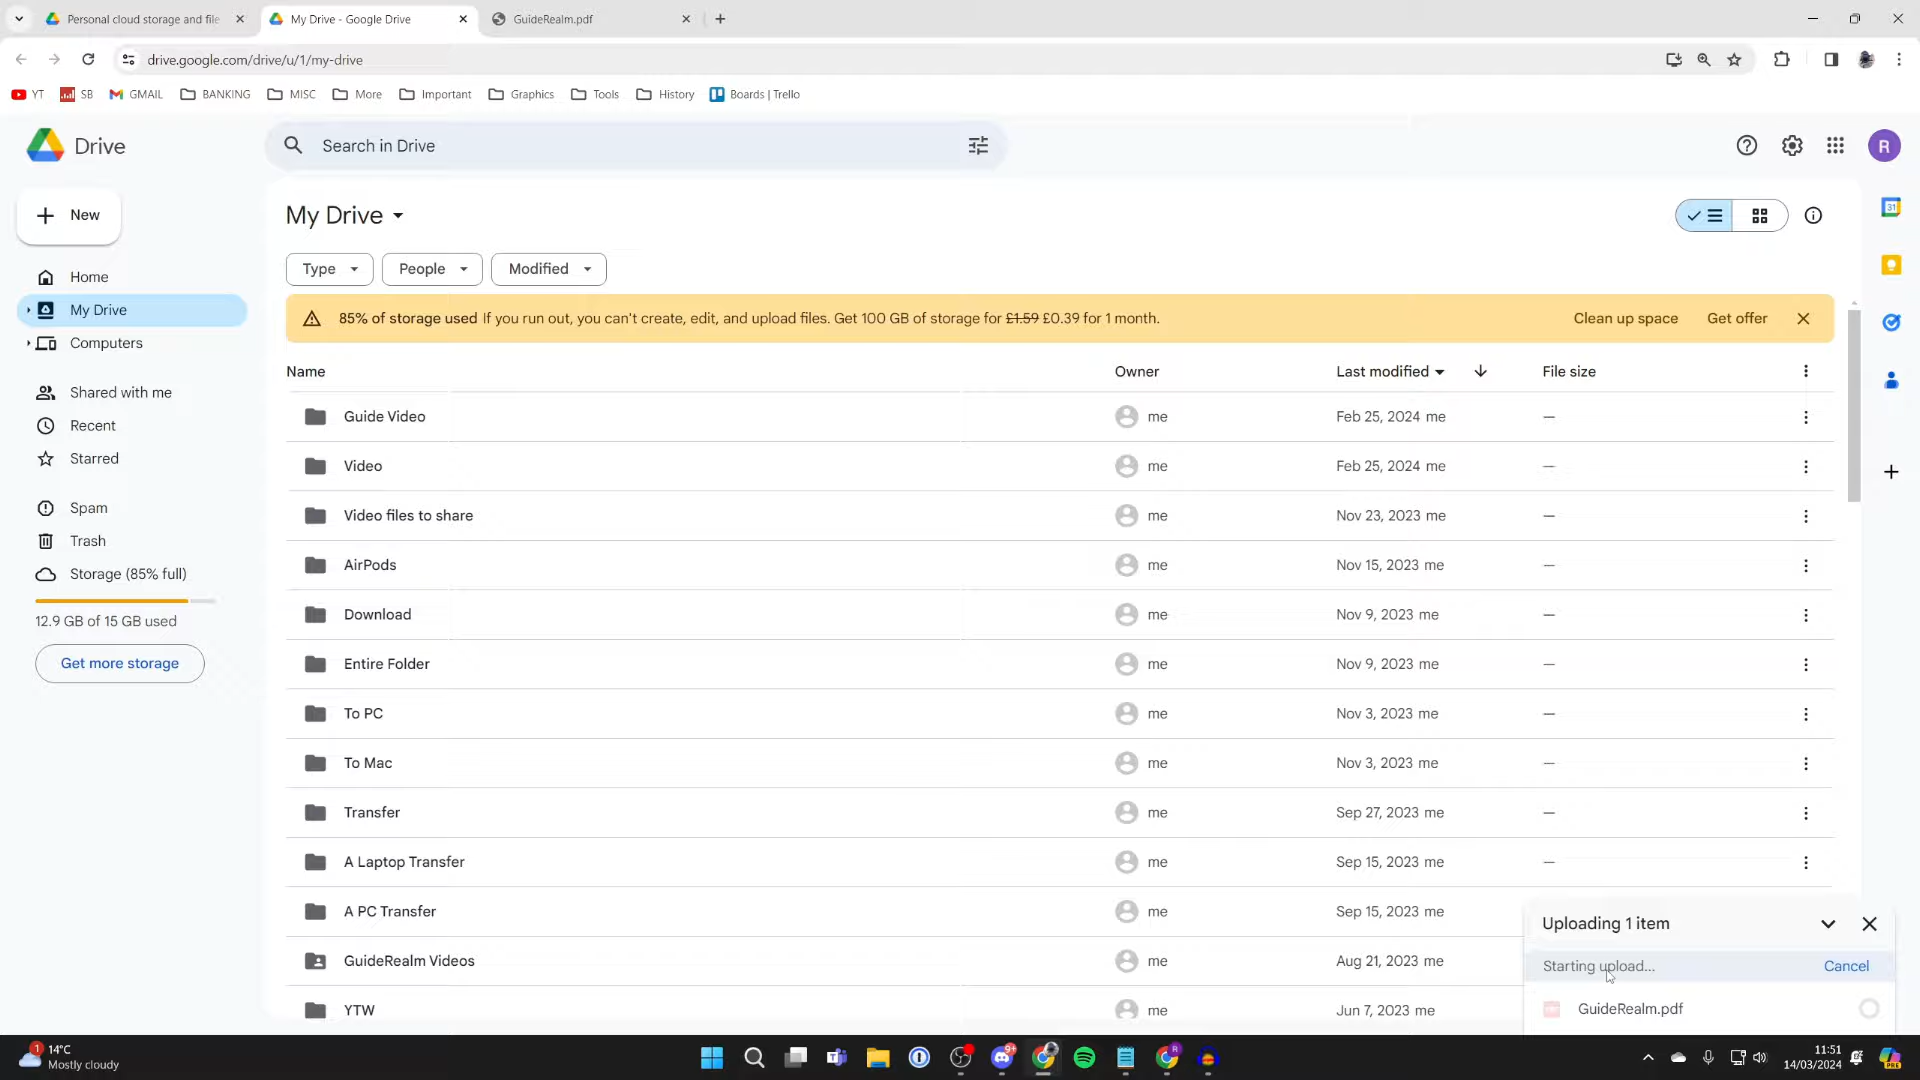 Personal cloud storage and file
My Drive - Google Drive
GuideRealm.pdf
drive.google.com/drive/u/1/my-drive
YT
SB
GMAIL
BANKING
MISC
More
Important
Graphics
Tools
History
Boards | Trello
Drive
Search in Drive
R
New
My Drive
Type
People
Modified
Home
My Drive
Computers
Shared with me
Recent
Starred
Spam
Trash
Storage (85% full)
12.9 GB of 15 GB used
Get more storage
85% of storage used If you run out, you can't create, edit, and upload files. Get 100 GB of storage for £1.59 £0.39 for 1 month.
Clean up space
Get offer
Name Owner Last modified File size
Guide Video me Feb 25, 2024 me —
Video me Feb 25, 2024 me —
Video files to share me Nov 23, 2023 me —
AirPods me Nov 15, 2023 me —
Download me Nov 9, 2023 me —
Entire Folder me Nov 9, 2023 me —
To PC me Nov 3, 2023 me —
To Mac me Nov 3, 2023 me —
Transfer me Sep 27, 2023 me —
A Laptop Transfer me Sep 15, 2023 me —
A PC Transfer me Sep 15, 2023 me
GuideRealm Videos me Aug 21, 2023 me
YTW me Jun 7, 2023 me
31
Uploading 1 item
Starting upload... Cancel
GuideRealm.pdf
1
14°C
Mostly cloudy
9+
R
11:51
14/03/2024
PRE